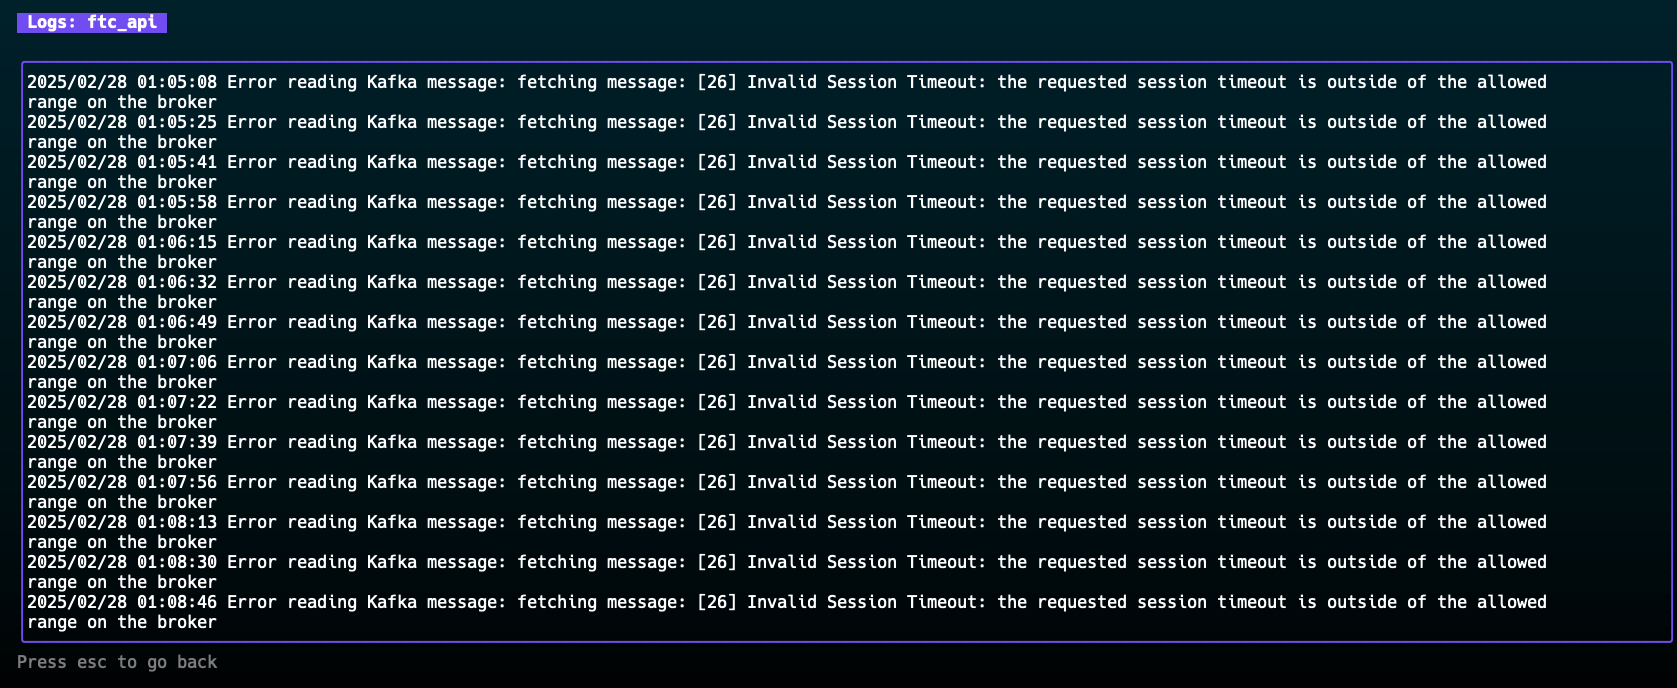 Logs: ftc_api
2025/02/28 01:05:08 Error reading Kafka message: fetching message: [26] Invalid Session Timeout: the requested session timeout is outside of the allowed
range on the broker
2025/02/28 01:05:25 Error reading Kafka message: fetching message: [26] Invalid Session Timeout: the requested session timeout is outside of the allowed
range on the broker
2025/02/28 01:05:41 Error reading Kafka message: fetching message: [26] Invalid Session Timeout: the requested session timeout is outside of the allowed
range on the broker
2025/02/28 01:05:58 Error reading Kafka message: fetching message: [26] Invalid Session Timeout: the requested session timeout is outside of the allowed
range on the broker
2025/02/28 01:06:15 Error reading Kafka message: fetching message: [26] Invalid Session Timeout: the requested session timeout is outside of the allowed
range on the broker
2025/02/28 01:06:32 Error reading Kafka message: fetching message: [26] Invalid Session Timeout: the requested session timeout is outside of the allowed
range on the broker
2025/02/28 01:06:49 Error reading Kafka message: fetching message: [26] Invalid Session Timeout: the requested session timeout is outside of the allowed
range on the broker
2025/02/28 01:07:06 Error reading Kafka message: fetching message: [26] Invalid Session Timeout: the requested session timeout is outside of the allowed
range on the broker
2025/02/28 01:07:22 Error reading Kafka message: fetching message: [26] Invalid Session Timeout: the requested session timeout is outside of the allowed
range on the broker
2025/02/28 01:07:39 Error reading Kafka message: fetching message: [26] Invalid Session Timeout: the requested session timeout is outside of the allowed
range on the broker
2025/02/28 01:07:56 Error reading Kafka message: fetching message: [26] Invalid Session Timeout: the requested session timeout is outside of the allowed
range on the broker
2025/02/28 01:08:13 Error reading Kafka message: fetching message: [26] Invalid Session Timeout: the requested session timeout is outside of the allowed
range on the broker
2025/02/28 01:08:30 Error reading Kafka message: fetching message: [26] Invalid Session Timeout: the requested session timeout is outside of the allowed
range on the broker
2025/02/28 01:08:46 Error reading Kafka message: fetching message: [26] Invalid Session Timeout: the requested session timeout is outside of the allowed
range on the broker
Press esc to go back